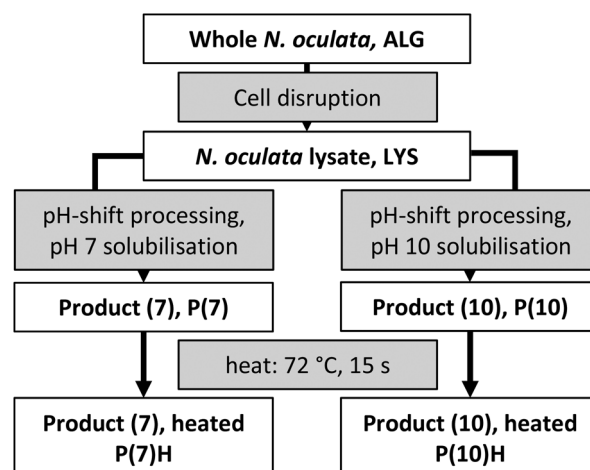 Whole N. oculata, ALG
Cell disruption
N. oculata lysate, LYS
pH-shift processing,
pH 7 solubilisation
pH-shift processing,
pH 10 solubilisation
Product (7), P(7)
Product (10), P(10)
heat: 72 °C, 15 s
Product (7), heated
P(7)H
Product (10), heated
P(10)H